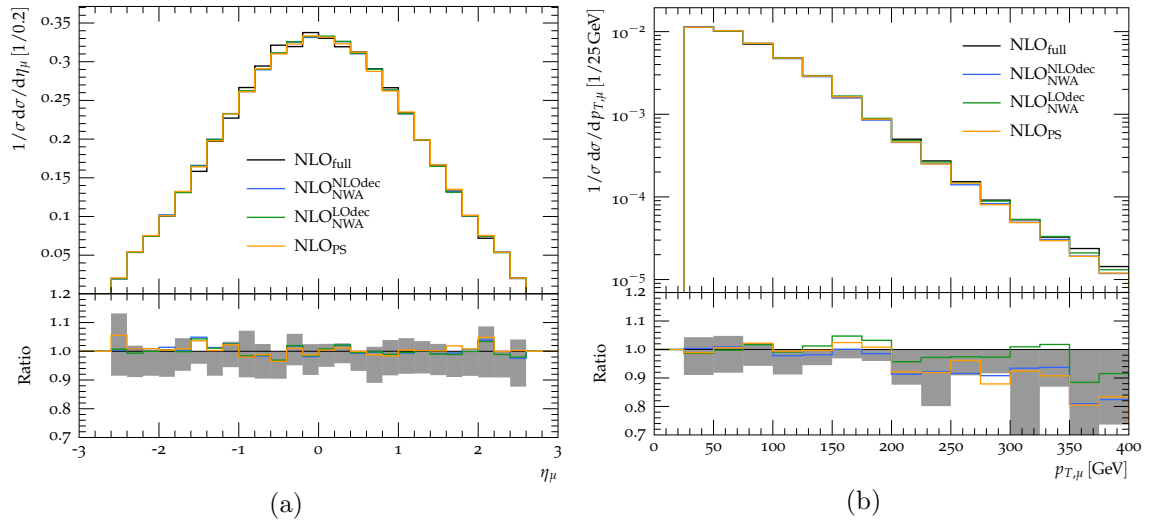 1/σ dσ/dη_μ [1/0.2]
0.35
0.3
0.25
0.2
0.15
0.1
0.05
NLO_full
NLO^NLOdec_NWA
NLO^LOdec_NWA
NLO_PS
Ratio
1.2
1.1
1.0
0.9
0.8
0.7
-3 -2 -1 0 1 2 3
η_μ
(a)
1/σ dσ/dp_T,μ [1/25 GeV]
10^−2
10^−3
10^−4
10^−5
NLO_full
NLO^NLOdec_NWA
NLO^LOdec_NWA
NLO_PS
Ratio
1.2
1.1
1.0
0.9
0.8
0.7
0 50 100 150 200 250 300 350 400
p_T,μ [GeV]
(b)